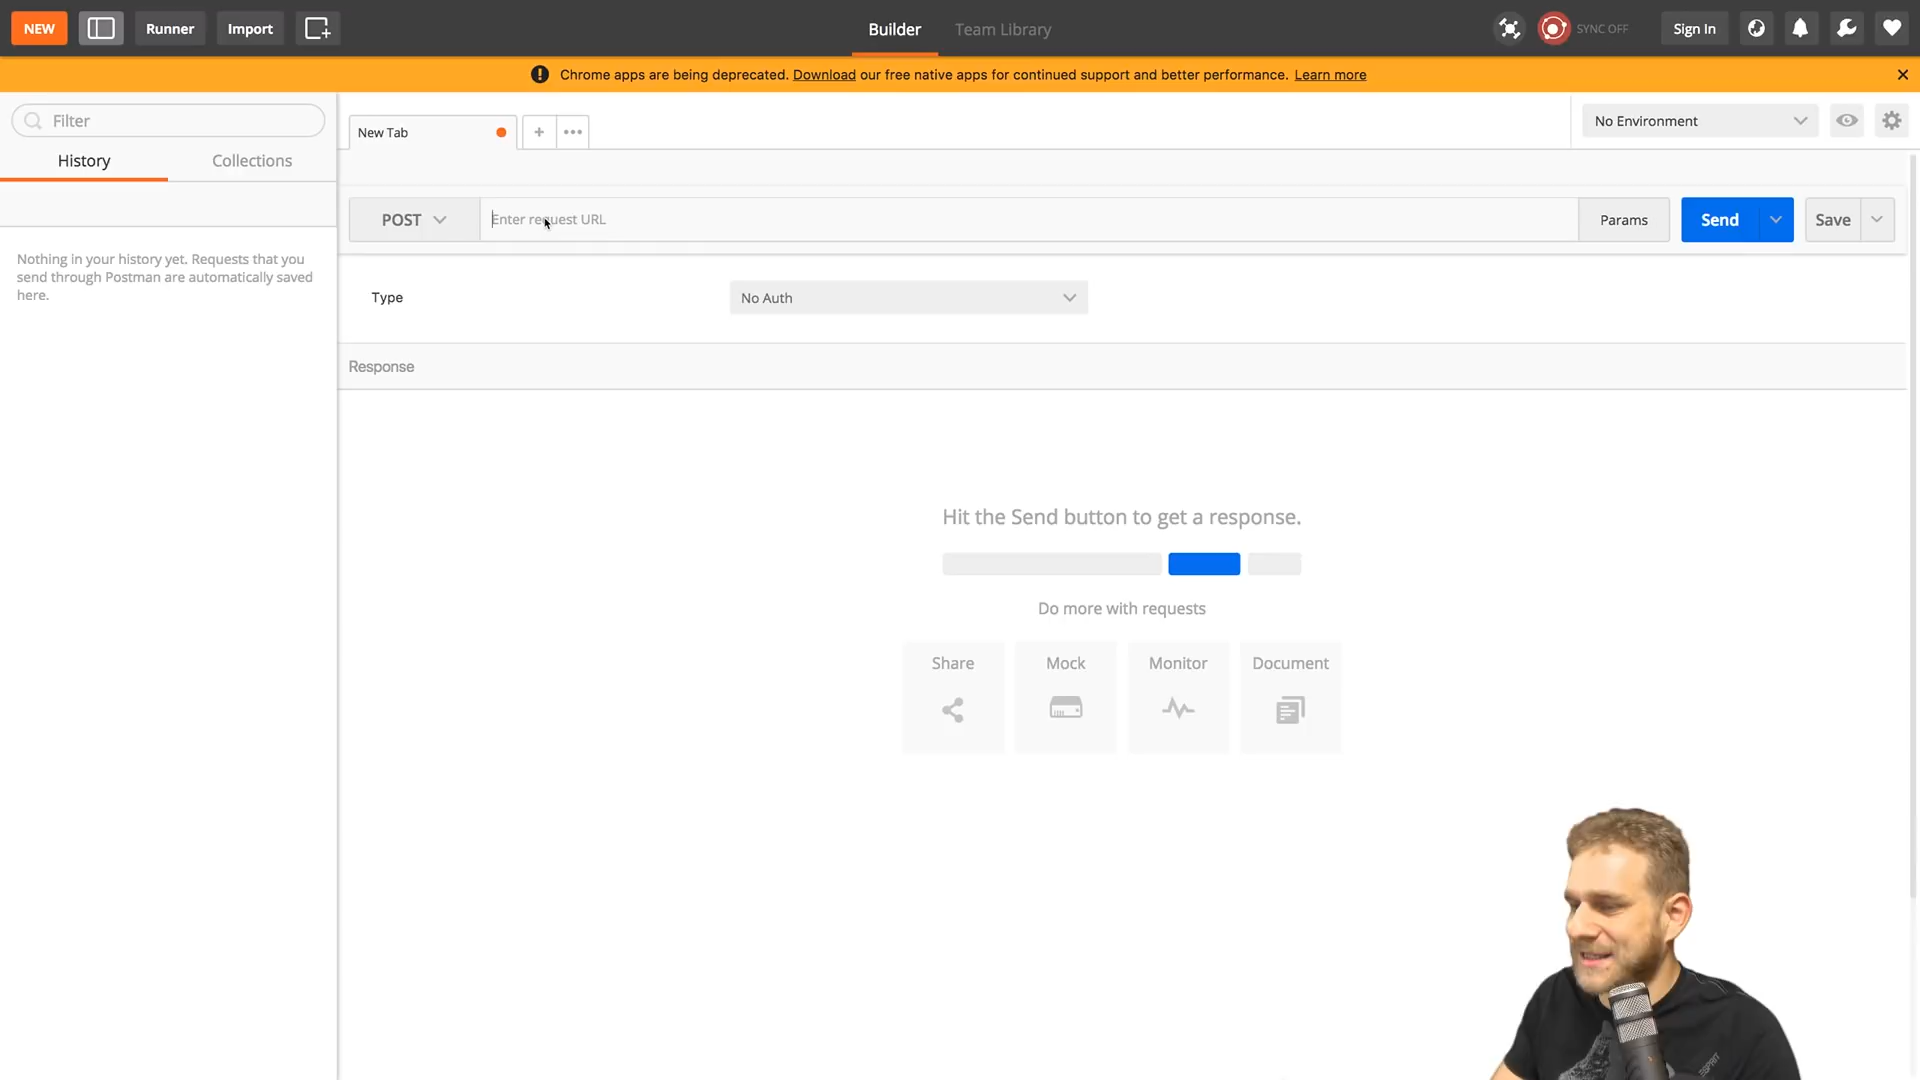 NEW
Runner
Import
Builder
Team Library
SYNC OFF
Sign In
Chrome apps are being deprecated. Download our free native apps for continued support and better performance. Learn more
Filter
History
Collections
Nothing in your history yet. Requests that you
send through Postman are automatically saved
here.
New Tab
No Environment
POST
Enter request URL
Params
Send
Save
Type
No Auth
Response
Hit the Send button to get a response.
Do more with requests
Share
Mock
Monitor
Document
ESPRIT